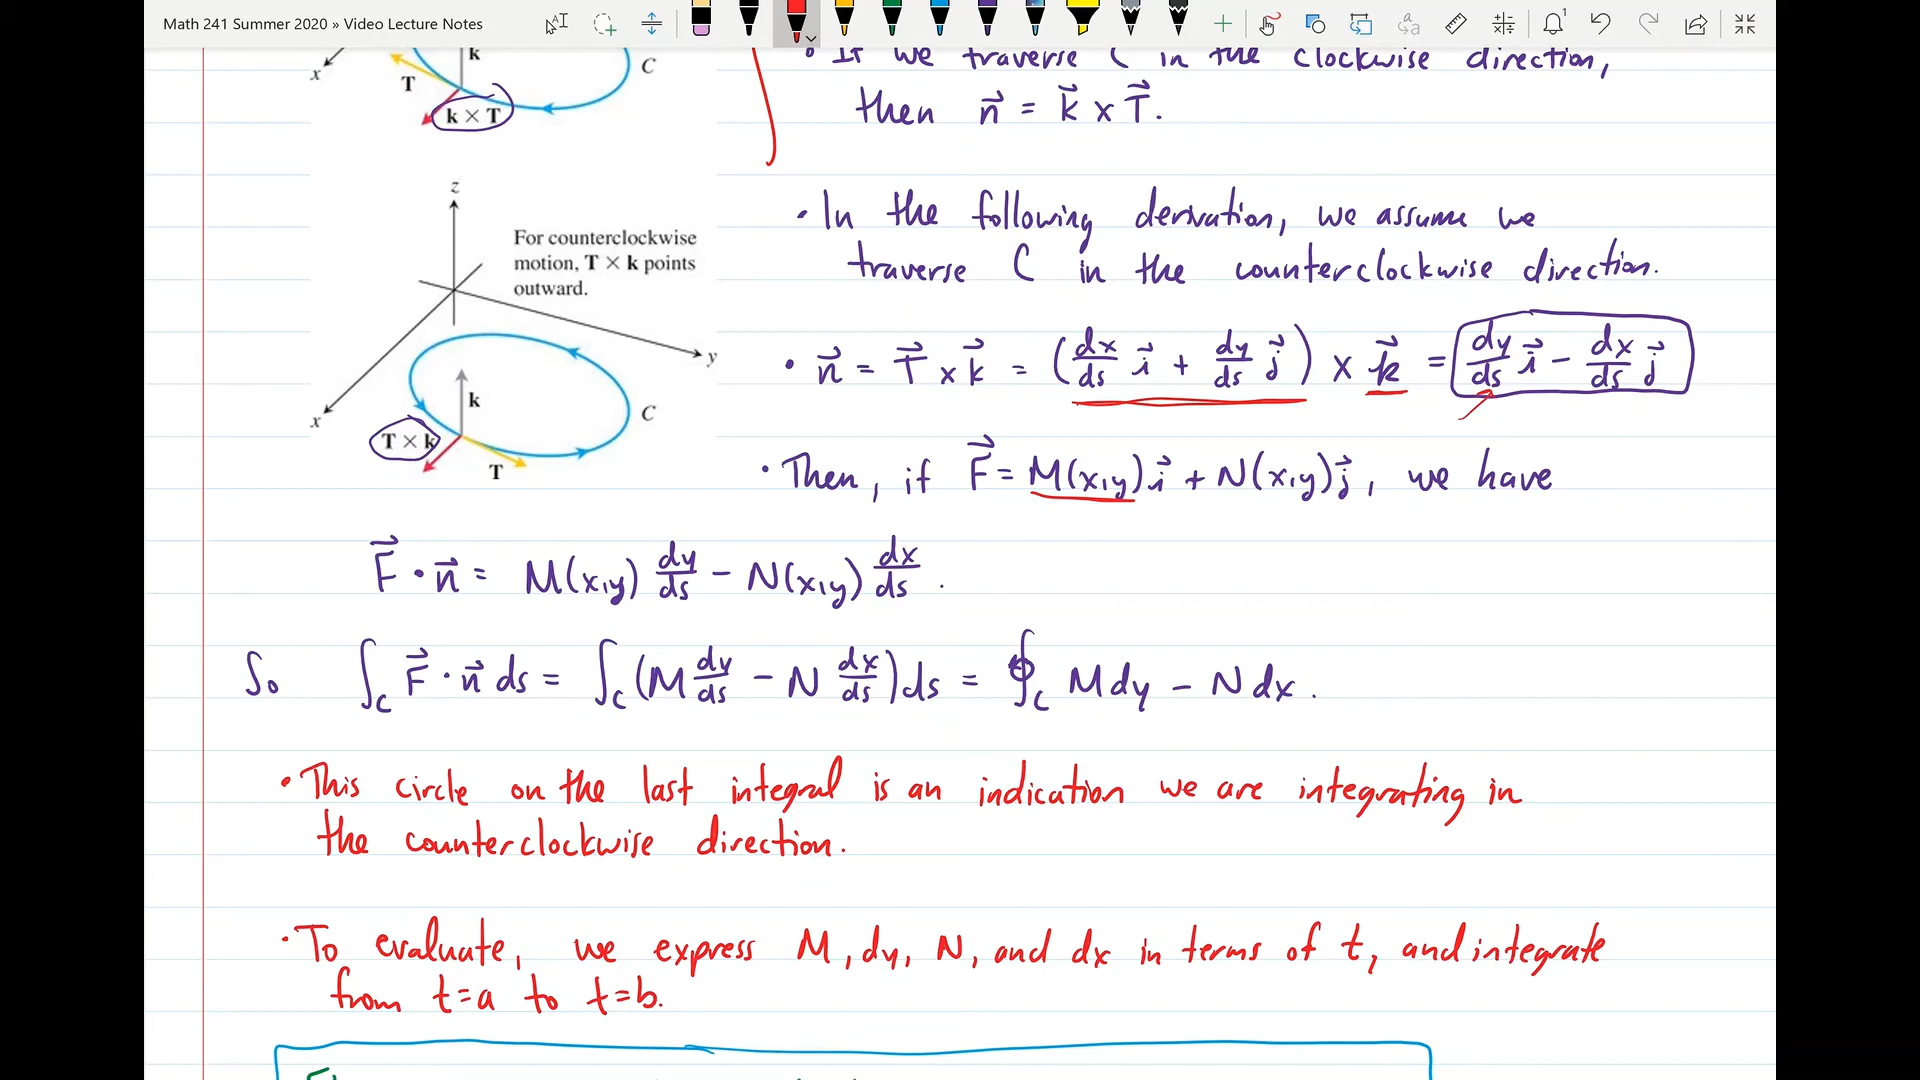 Math 241 Summer 2020 » Video Lecture Notes
x
T
k
C
k × T
• If we traverse C in the clockwise direction,
then n⃗ = k⃗ x T⃗.
z
For counterclockwise
motion, T × k points
outward.
y
x
k
C
T × k
T
• In the following derivation, we assume we
traverse C in the counterclockwise direction.
• n⃗ = T⃗ x k⃗ = (dx/ds i⃗ + dy/ds j⃗) x k⃗ = dy/ds i⃗ - dx/ds j⃗
• Then, if F⃗ = M(x,y)i⃗ + N(x,y)j⃗, we have
F⃗ · n⃗ = M(x,y) dy/ds - N(x,y) dx/ds.
So ∫_C F⃗ · n⃗ ds = ∫_C (M dy/ds - N dx/ds) ds = ∮_C M dy - N dx.
• This circle on the last integral is an indication we are integrating in
the counterclockwise direction.
• To evaluate, we express M, dy, N, and dx in terms of t, and integrate
from t=a to t=b.